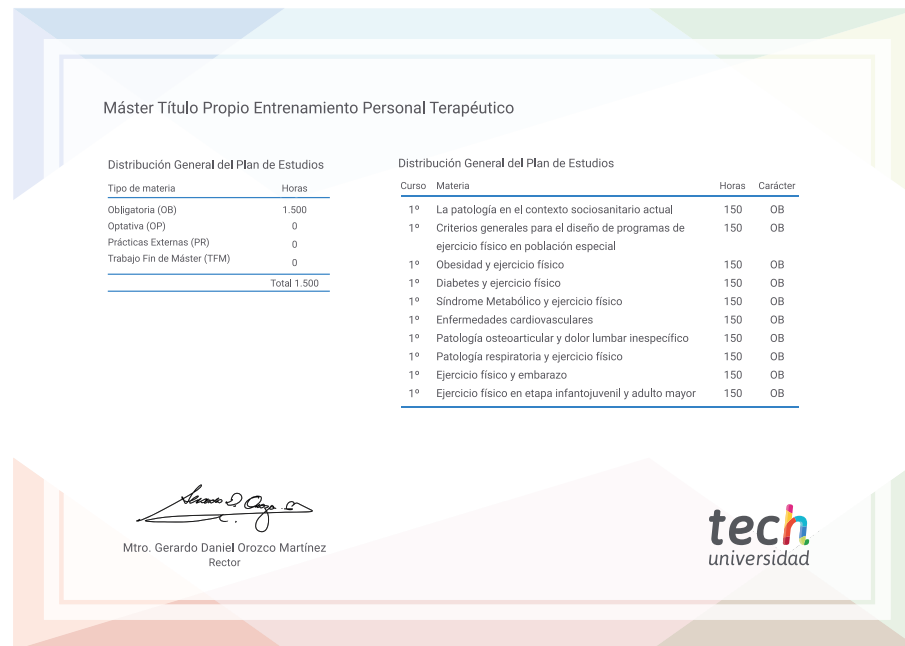 Máster Título Propio Entrenamiento Personal Terapéutico
Distribución General del Plan de Estudios
Tipo de materia Horas
Obligatoria (OB) 1.500
Optativa (OP) 0
Prácticas Externas (PR) 0
Trabajo Fin de Máster (TFM) 0
Total 1.500
Distribución General del Plan de Estudios
Curso Materia Horas Carácter
1º La patología en el contexto sociosanitario actual 150 OB
1º Criterios generales para el diseño de programas de 150 OB
ejercicio físico en población especial
1º Obesidad y ejercicio físico 150 OB
1º Diabetes y ejercicio físico 150 OB
1º Síndrome Metabólico y ejercicio físico 150 OB
1º Enfermedades cardiovasculares 150 OB
1º Patología osteoarticular y dolor lumbar inespecífico 150 OB
1º Patología respiratoria y ejercicio físico 150 OB
1º Ejercicio físico y embarazo 150 OB
1º Ejercicio físico en etapa infantojuvenil y adulto mayor 150 OB
Mtro. Gerardo Daniel Orozco Martínez
Rector
tech
universidad